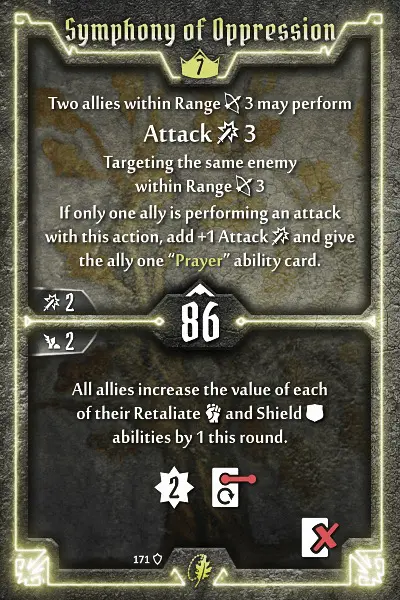 Symphony of Oppression
7
Two allies within Range 3 may perform
Attack 3
Targeting the same enemy
within Range 3
If only one ally is performing an attack
with this action, add +1 Attack and give
the ally one “Prayer” ability card.
2
86
2
All allies increase the value of each
of their Retaliate and Shield
abilities by 1 this round.
2
171